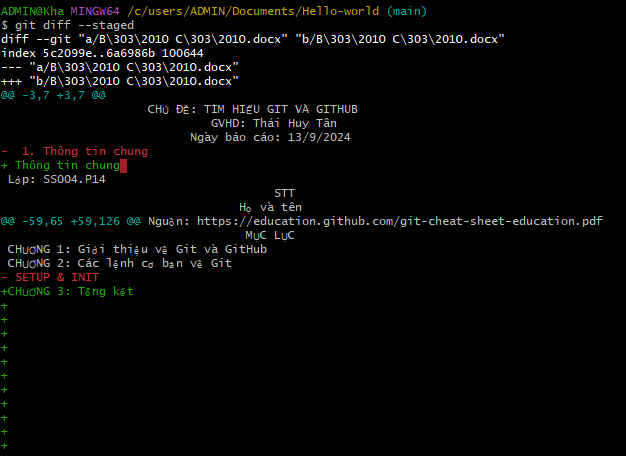 ADMIN@Kha MINGW64 /c/users/ADMIN/Documents/Hello-world (main)
$ git diff --staged
diff --git "a/B\303\2010 C\303\2010.docx" "b/B\303\2010 C\303\2010.docx"
index 5c2099e..6a6986b 100644
--- "a/B\303\2010 C\303\2010.docx"
+++ "b/B\303\2010 C\303\2010.docx"
@@ -3,7 +3,7 @@
CHỦ ĐỀ: TÌM HIỂU GIT VÀ GITHUB
GVHD: Thái Huy Tân
Ngày báo cáo: 13/9/2024
- 1. Thông tin chung
+ Thông tin chung
Lớp: SS004.P14
STT
Họ và tên
@@ -59,65 +59,126 @@ Nguồn: https://education.github.com/git-cheat-sheet-education.pdf
MỤC LỤC
CHƯƠNG 1: Giới thiệu về Git và GitHub
CHƯƠNG 2: Các lệnh cơ bản về Git
- SETUP & INIT
+CHƯƠNG 3: Tổng kết
+
+
+
+
+
+
+
+
+
+
+